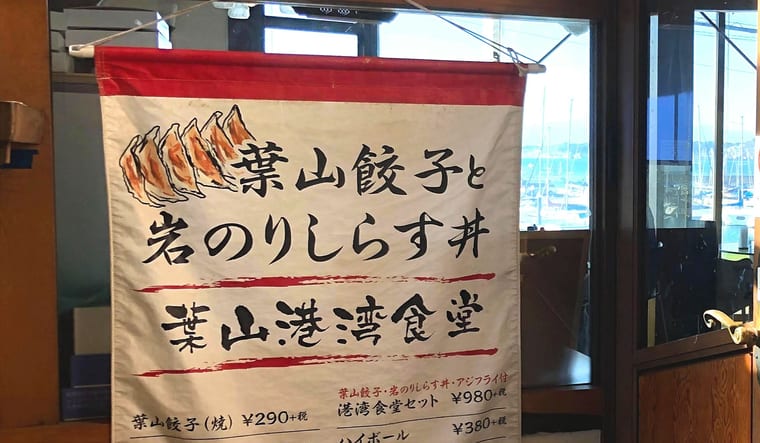 葉山餃子と
岩のりしらす丼
葉山港湾食堂
葉山餃子(焼) ¥290+税
葉山餃子・岩のりしらす丼・アジフライ付
港湾食堂セット ¥980+税
ハイボール ¥380+税